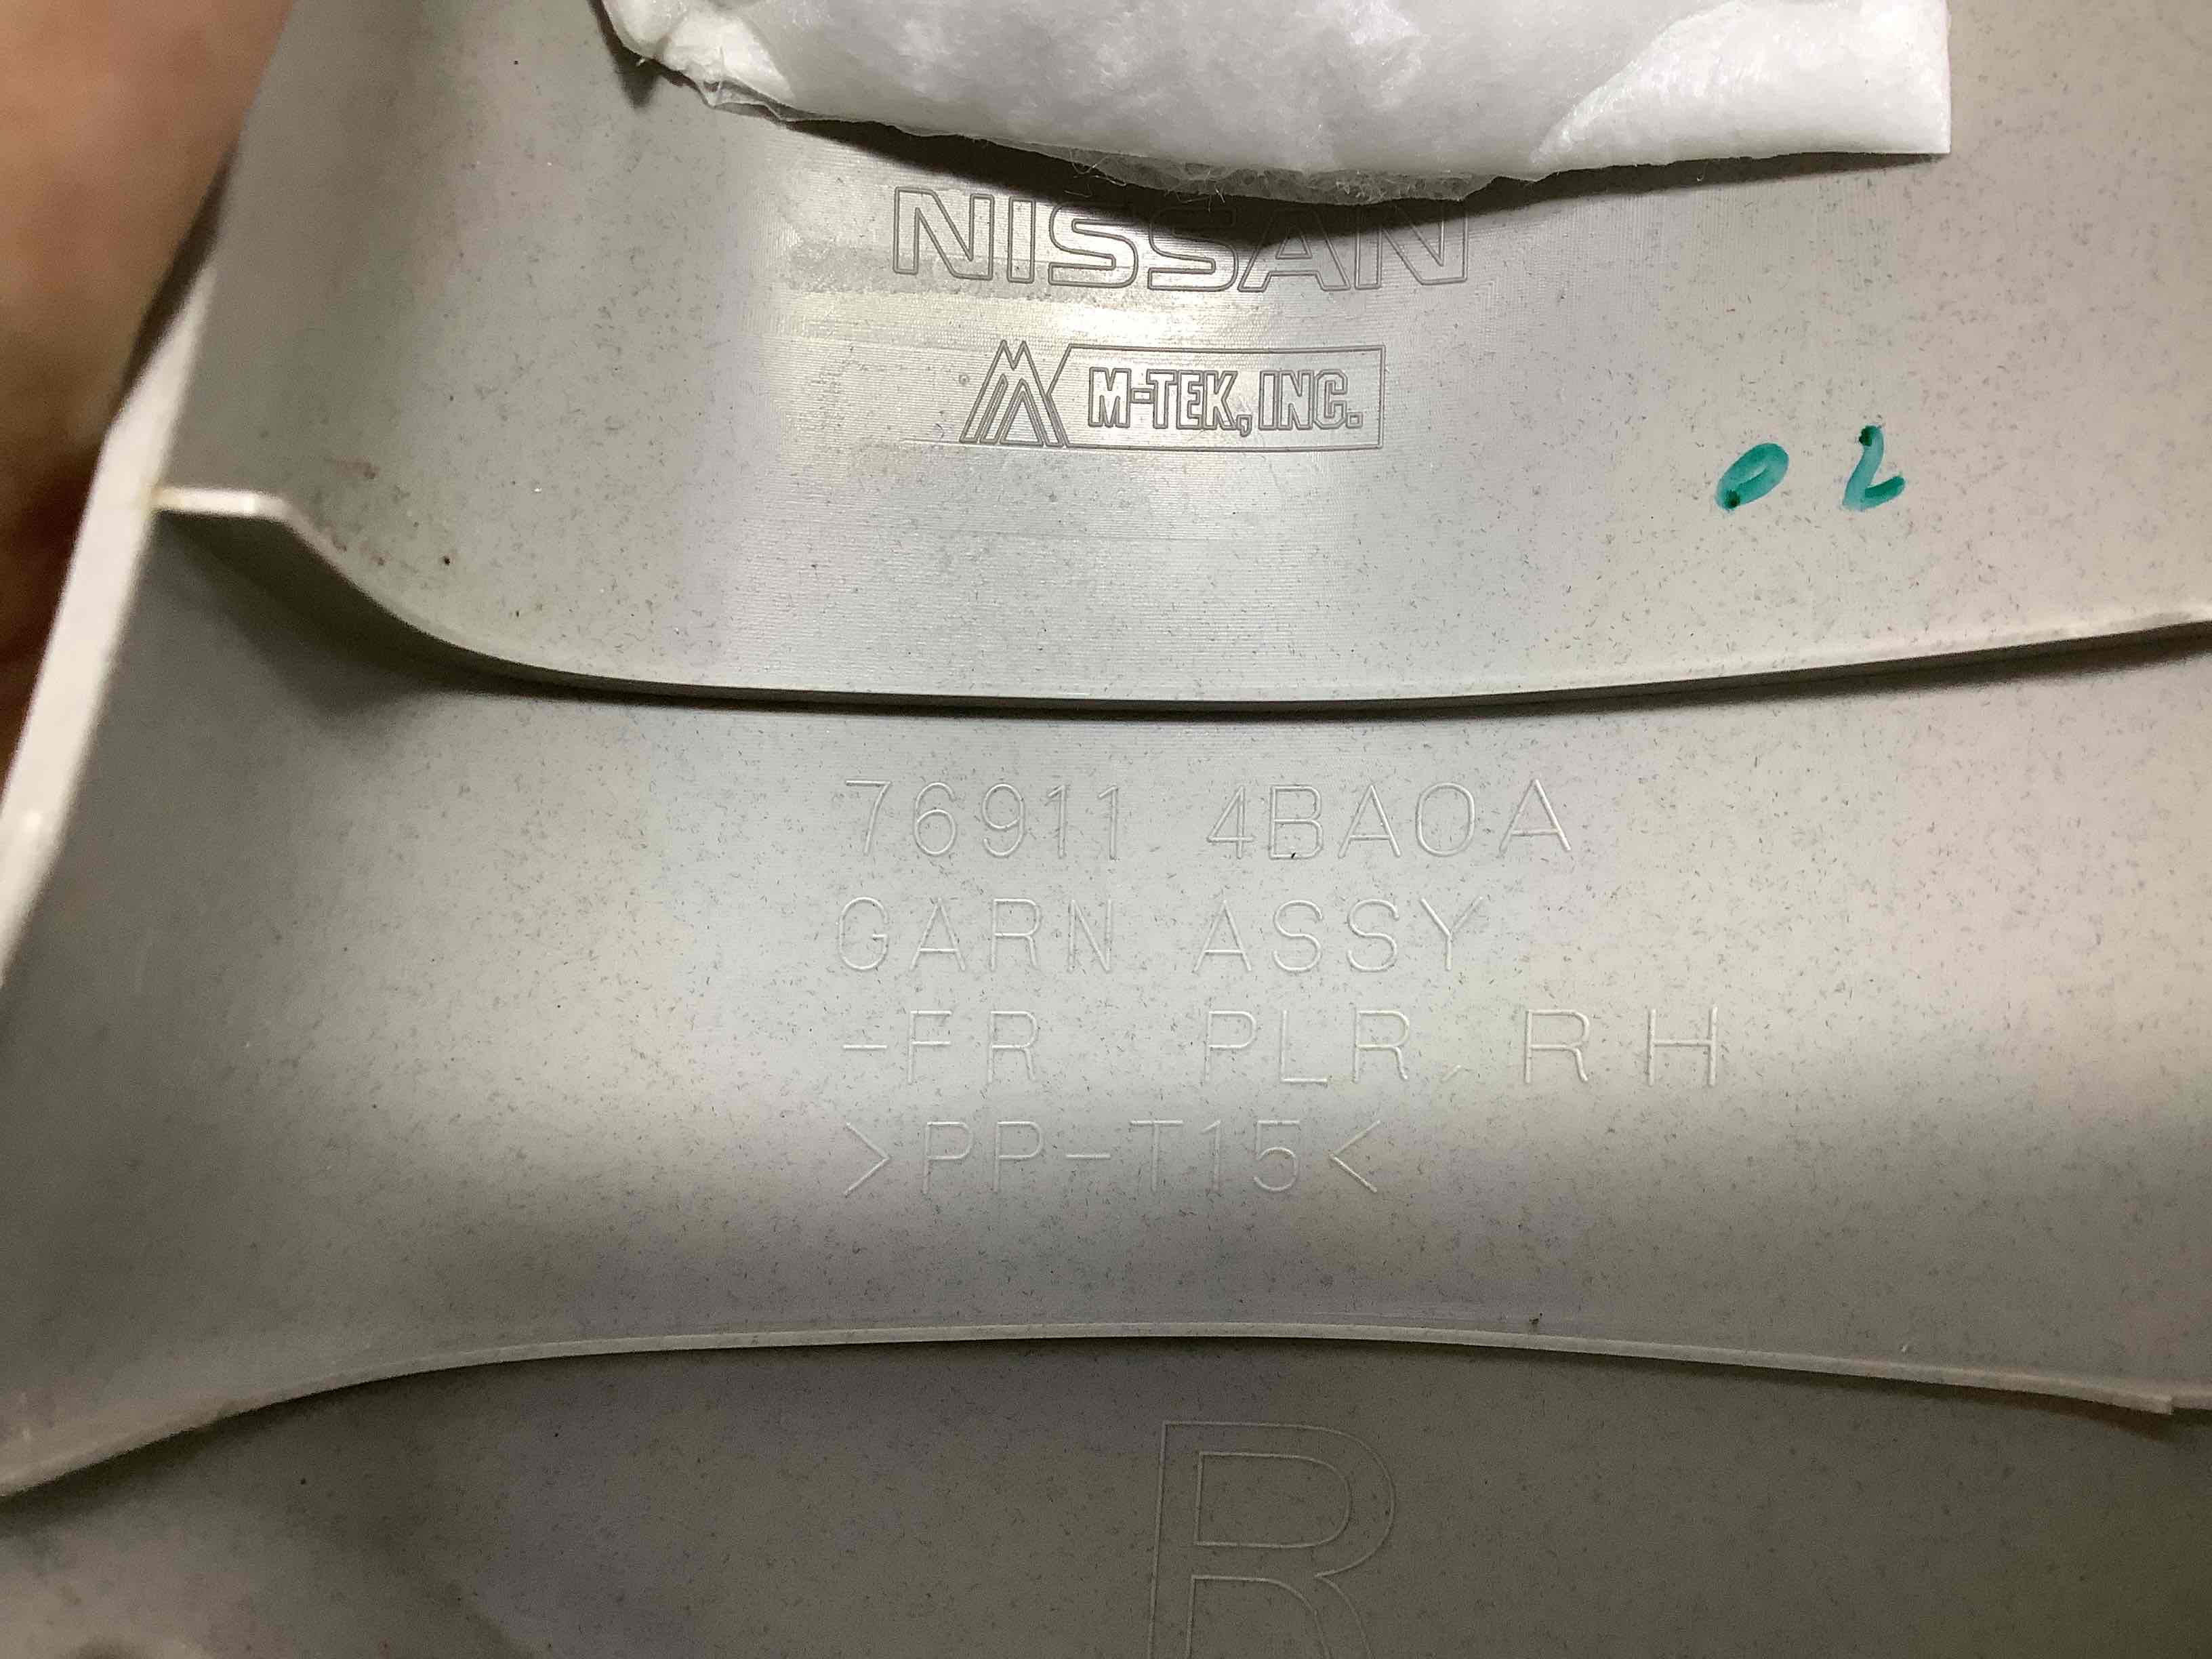 NISSAN
M-TEK, INC.
02
76911 4BA0A
GARN ASSY
-FR PLR, RH
>PP-T15<
R